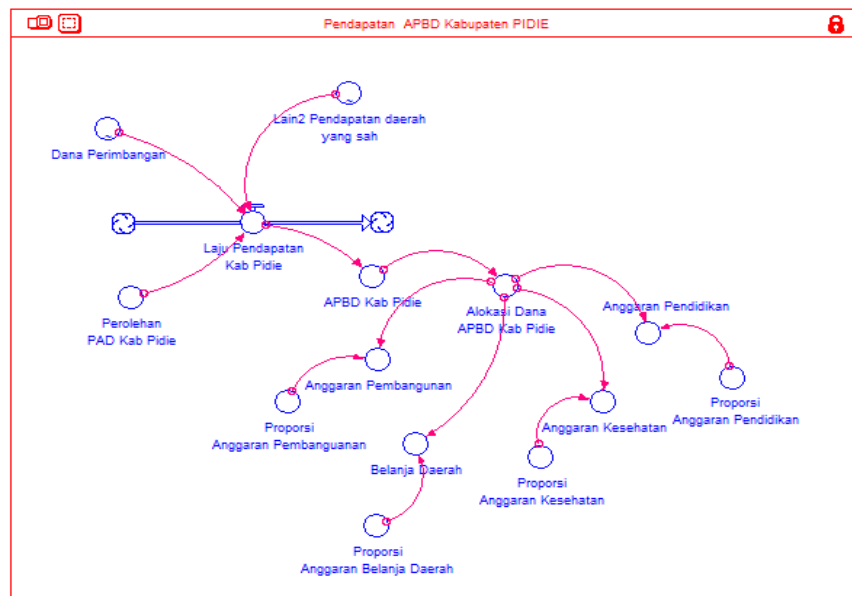 Pendapatan APBD Kabupaten PIDIE
Lain2 Pendapatan daerah
yang sah
Dana Perimbangan
Laju Pendapatan
Kab Pidie
Perolehan
PAD Kab Pidie
APBD Kab Pidie
Alokasi Dana
APBD Kab Pidie
Anggaran Pendidikan
Anggaran Pembangunan
Proporsi
Anggaran Pendidikan
Proporsi
Anggaran Pembanguanan
Anggaran Kesehatan
Belanja Daerah
Proporsi
Anggaran Kesehatan
Proporsi
Anggaran Belanja Daerah